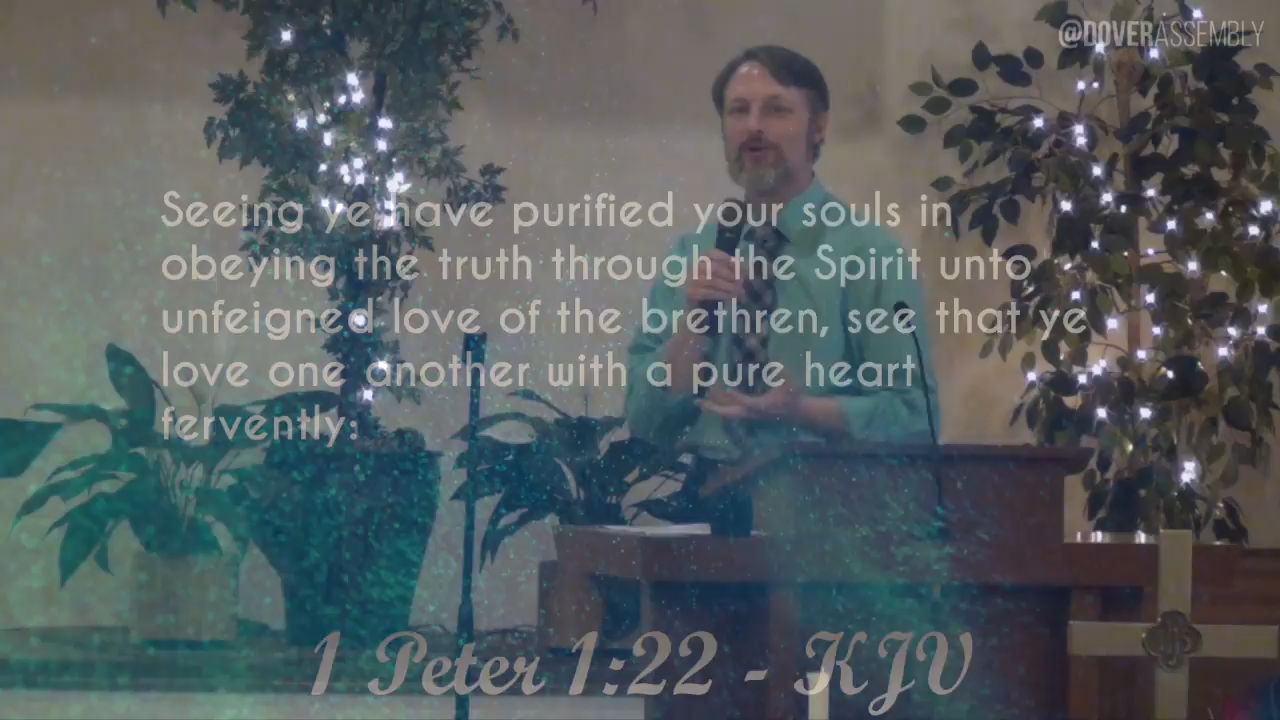 @DOVERASSEMBLY
Seeing ye have purified your souls in
obeying the truth through the Spirit unto
unfeigned love of the brethren, see that ye
love one another with a pure heart
fervently:
1 Peter 1:22 - KJV